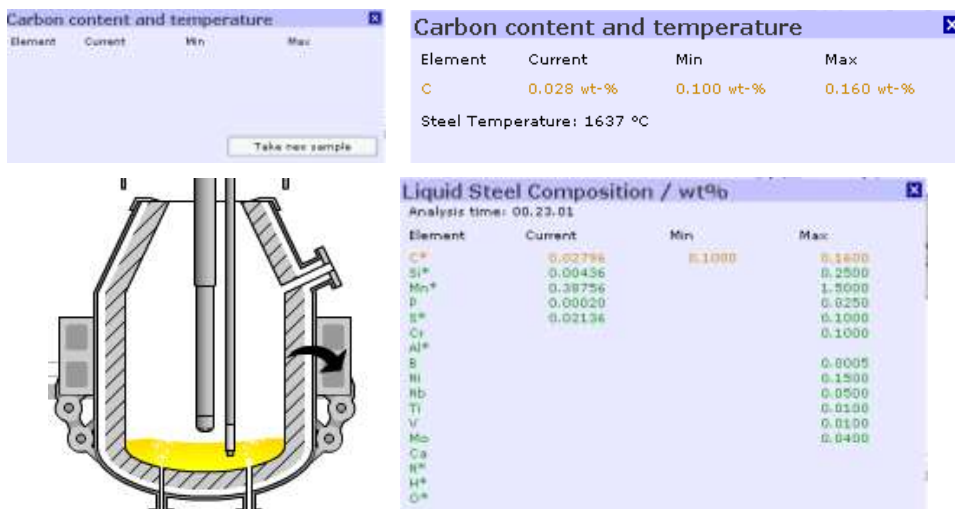 Carbon content and temperature
Element Current Min Max
Take new sample
Carbon content and temperature
Element Current Min Max
C 0.028 wt-% 0.100 wt-% 0.160 wt-%
Steel Temperature: 1637 ºC
Liquid Steel Composition / wt%
Analysis time: 00.23.01
Element Current Min Max
C* 0.02796 0.1000 0.1600
Si* 0.00436 0.2500
Mn* 0.38756 1.5000
P 0.00020 0.0250
S* 0.02136 0.1000
Cr 0.1000
Al*
B 0.0005
Ni 0.1500
Nb 0.0500
Ti 0.0100
V 0.0100
Mo 0.0400
Ca
N*
H*
O*